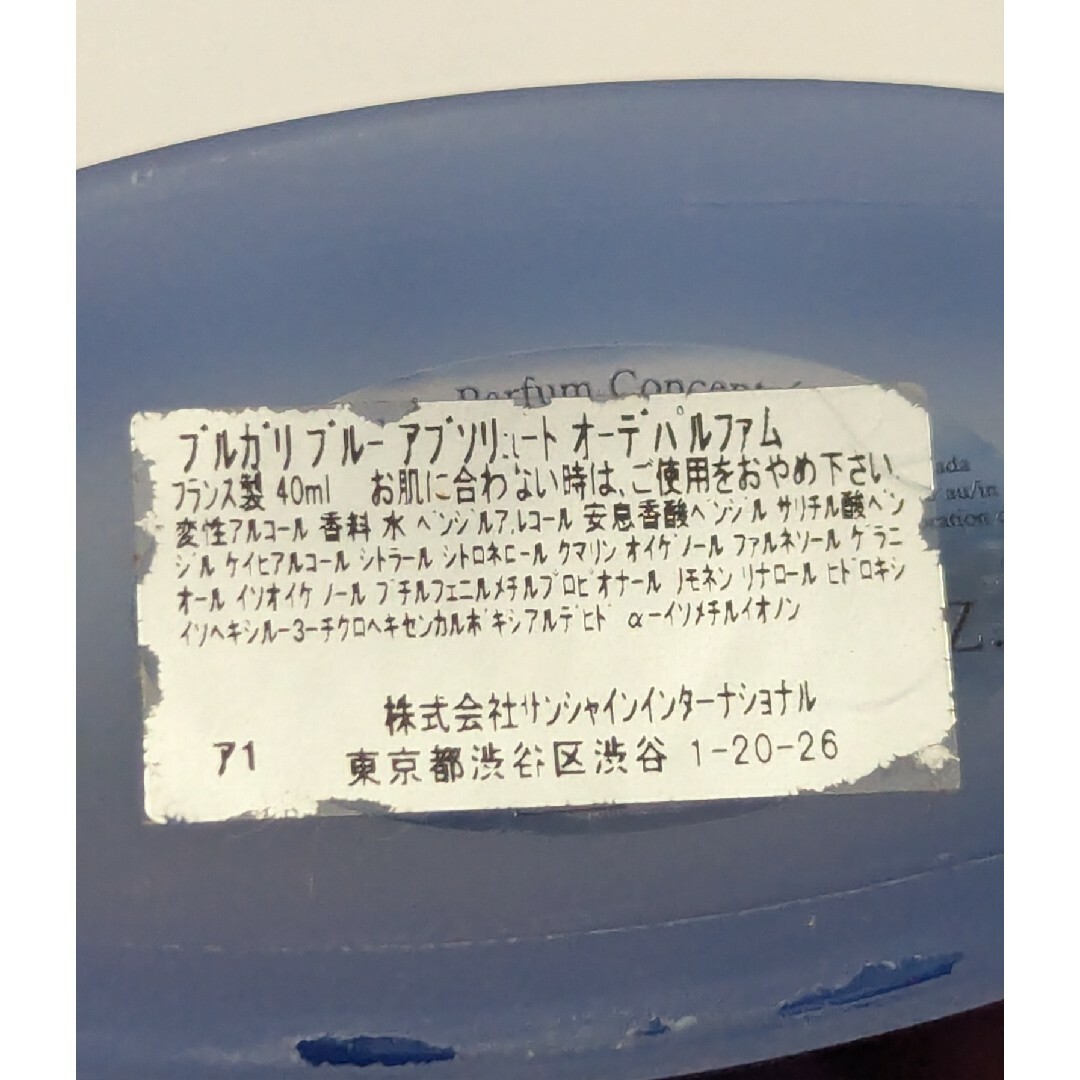 Parfum Concent
ブルガリ ブルー アブソリュート オーデパルファム
ada
フランス製 40ml お肌に合わない時は、ご使用をおやめ下さい。
au/in
変性アルコール 香料 水 ベンジルアルコール 安息香酸ベンジル サリチル酸ベン
ジル ケイヒアルコール シトラール シトロネロール クマリン オイゲノール ファルネソール ゲラニ
オール イソオイゲノール ブチルフェニルメチルプロピオナール リモネン リナロール ヒドロキシ
イソヘキシルー3ーチクロヘキセンカルボキシアルデヒド αーイソメチルイオノン
Z.
株式会社サンシャインインターナショナル
ア1 東京都渋谷区渋谷 1-20-26